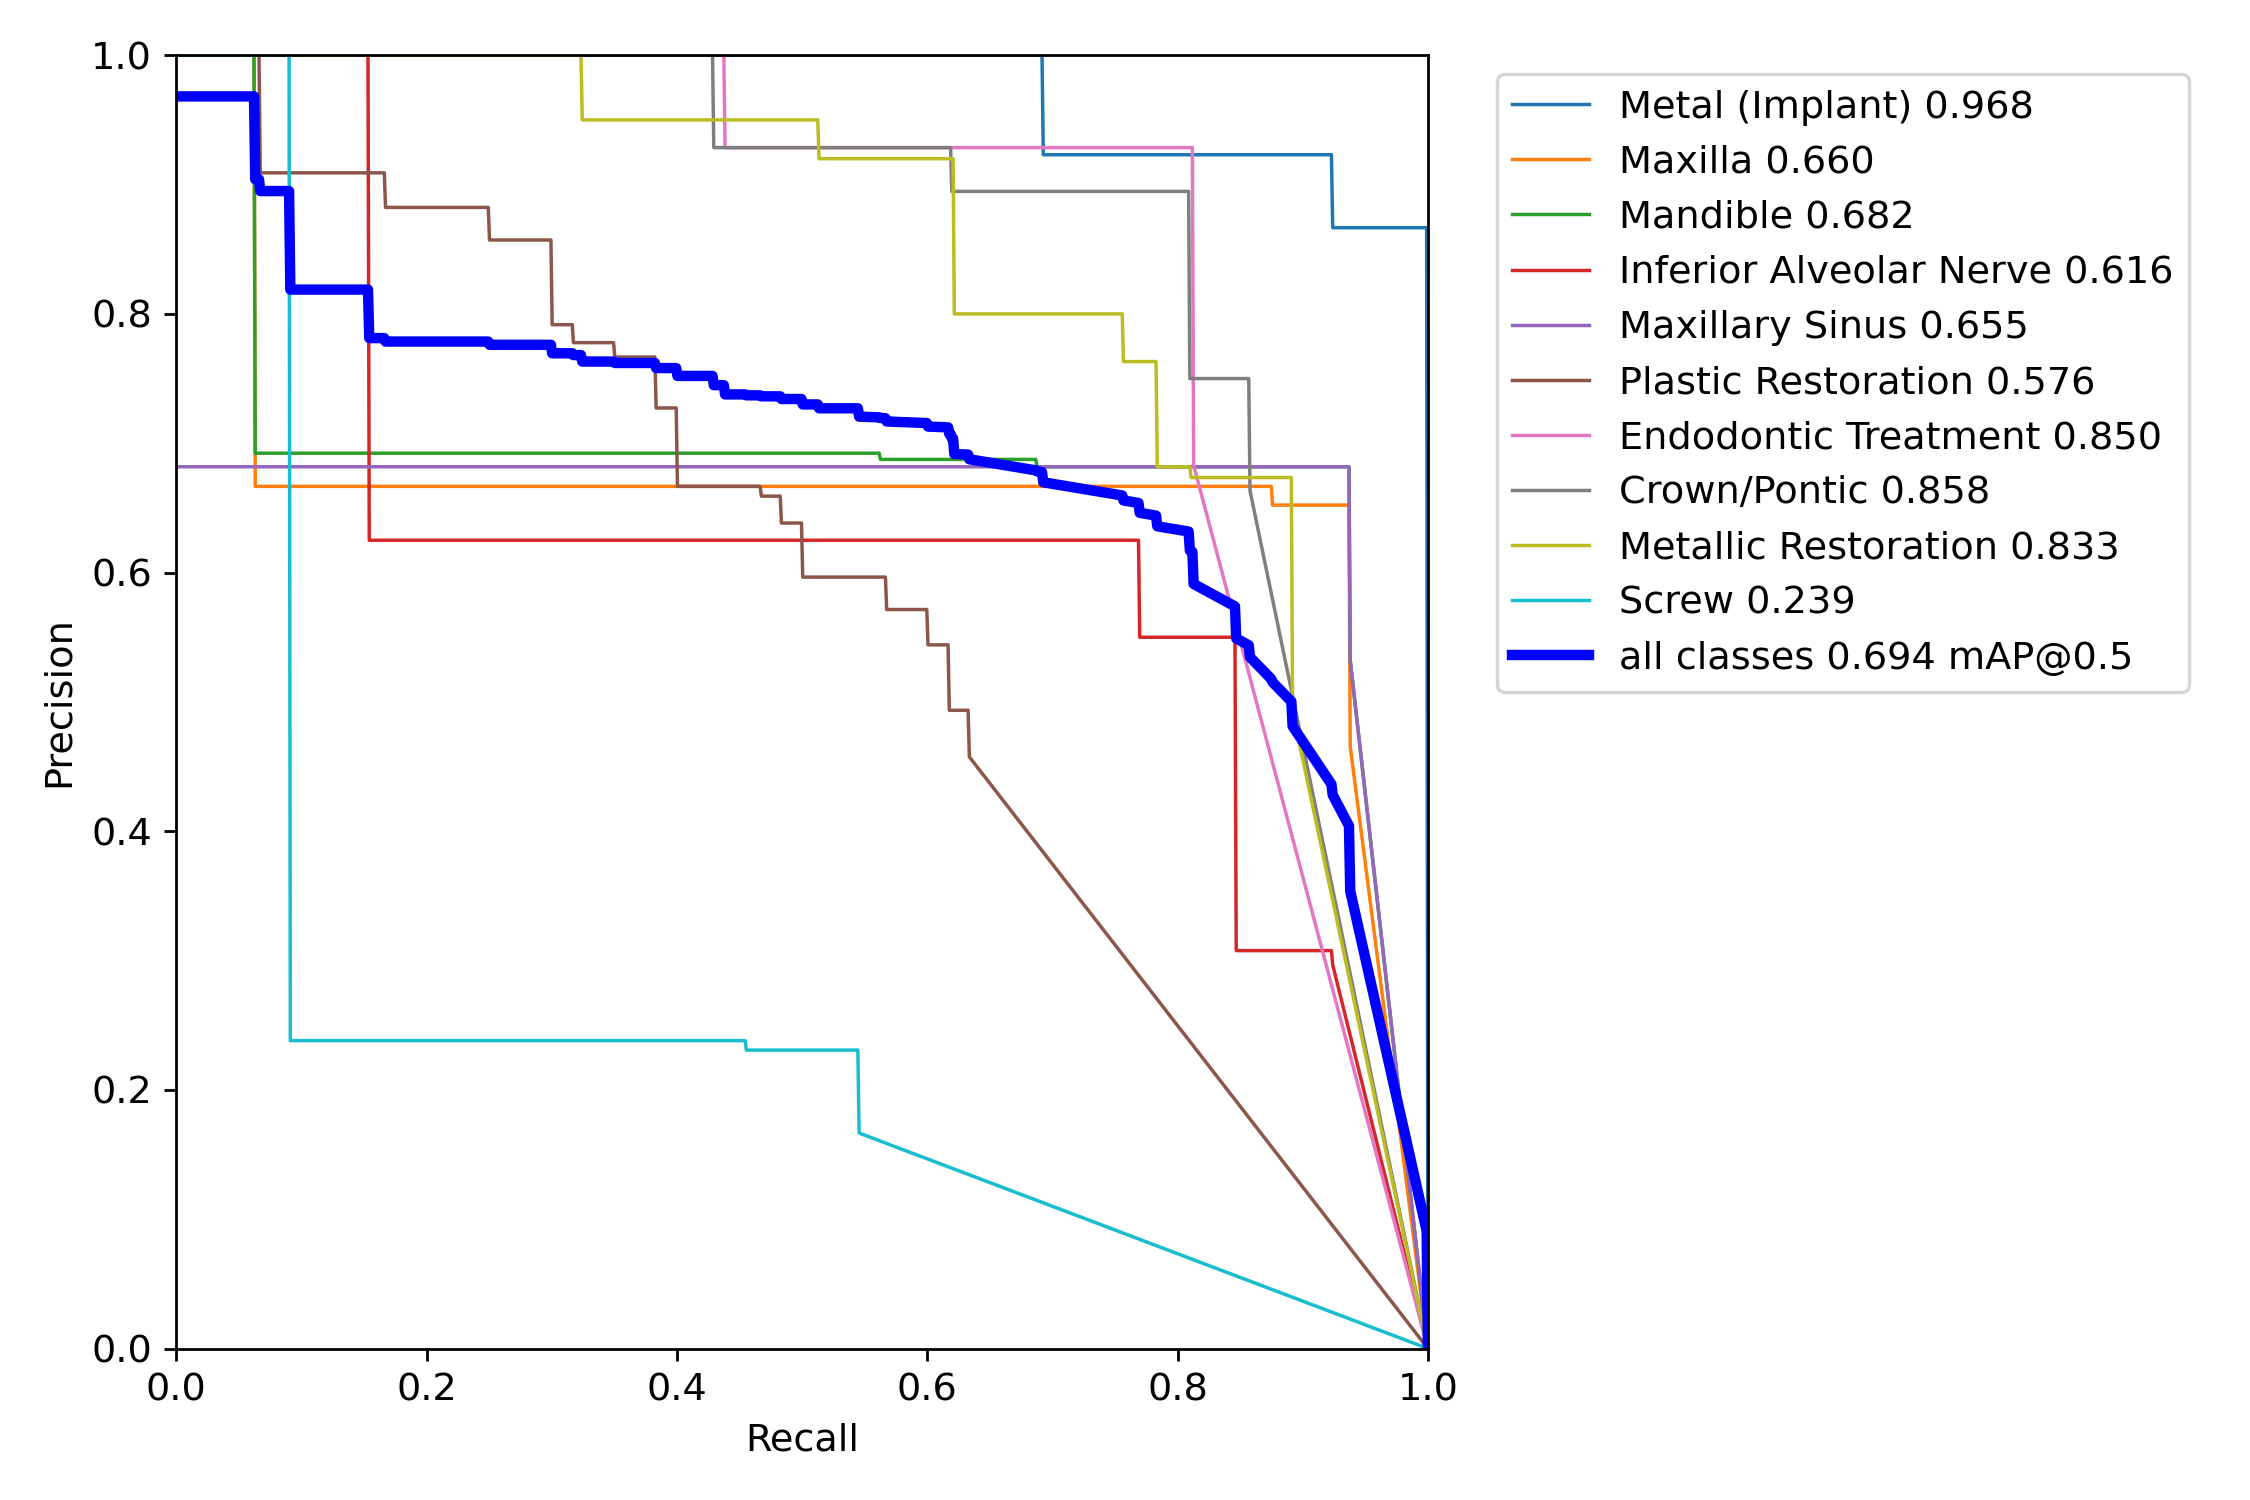 1.0
0.8
0.6
0.4
0.2
0.0
Precision
0.0 0.2 0.4 0.6 0.8 1.0
Recall
Metal (Implant) 0.968
Maxilla 0.660
Mandible 0.682
Inferior Alveolar Nerve 0.616
Maxillary Sinus 0.655
Plastic Restoration 0.576
Endodontic Treatment 0.850
Crown/Pontic 0.858
Metallic Restoration 0.833
Screw 0.239
all classes 0.694 mAP@0.5